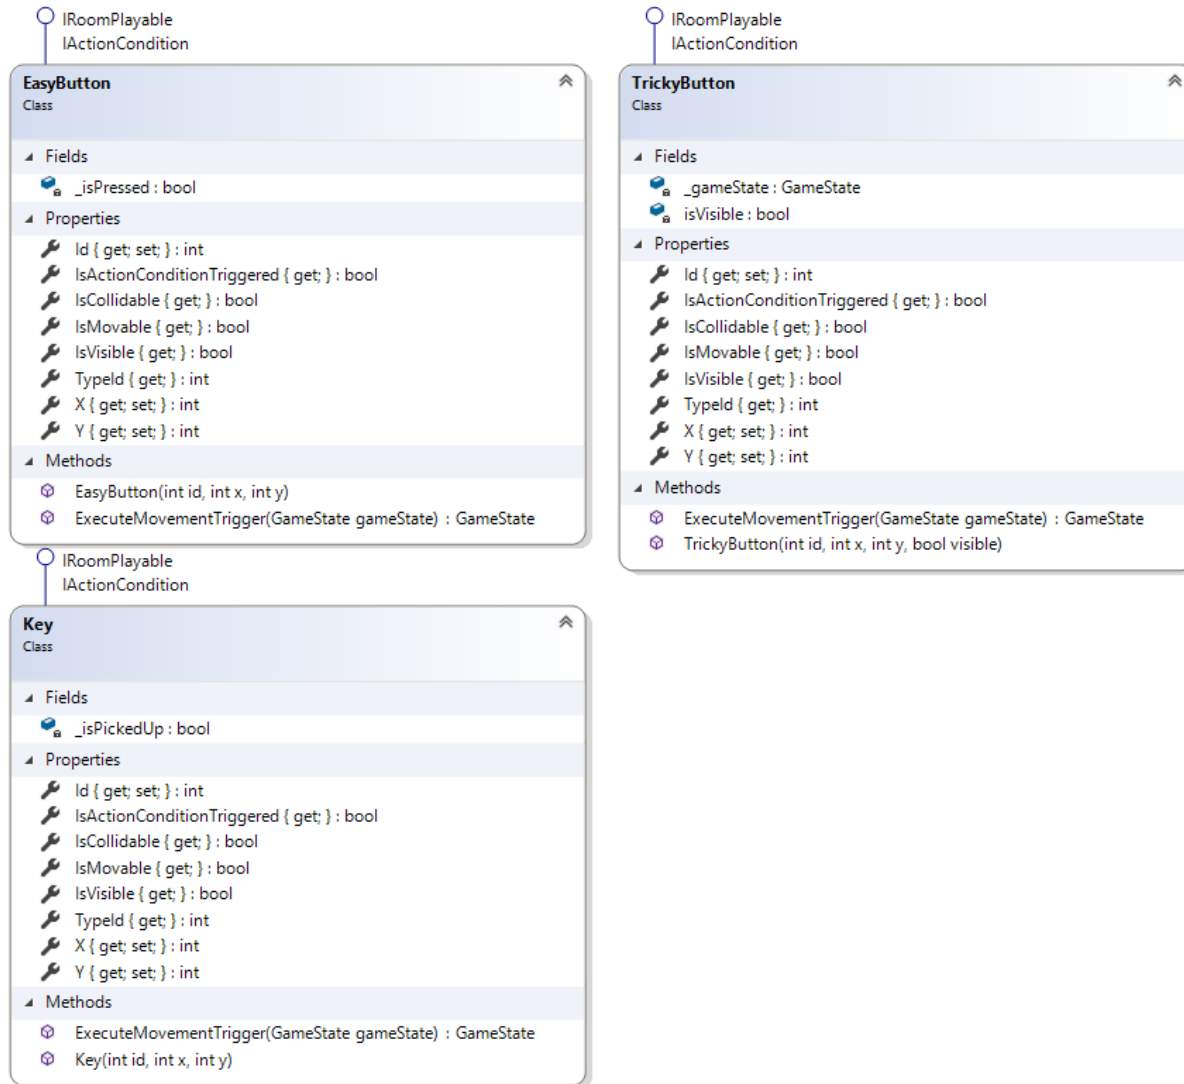 IRoomPlayable
IActionCondition
EasyButton
Class
Fields
_isPressed : bool
Properties
Id { get; set; } : int
IsActionConditionTriggered { get; } : bool
IsCollidable { get; } : bool
IsMovable { get; } : bool
IsVisible { get; } : bool
TypeId { get; } : int
X { get; set; } : int
Y { get; set; } : int
Methods
EasyButton(int id, int x, int y)
ExecuteMovementTrigger(GameState gameState) : GameState
IRoomPlayable
IActionCondition
Key
Class
Fields
_isPickedUp : bool
Properties
Id { get; set; } : int
IsActionConditionTriggered { get; } : bool
IsCollidable { get; } : bool
IsMovable { get; } : bool
IsVisible { get; } : bool
TypeId { get; } : int
X { get; set; } : int
Y { get; set; } : int
Methods
ExecuteMovementTrigger(GameState gameState) : GameState
Key(int id, int x, int y)
IRoomPlayable
IActionCondition
TrickyButton
Class
Fields
_gameState : GameState
isVisible : bool
Properties
Id { get; set; } : int
IsActionConditionTriggered { get; } : bool
IsCollidable { get; } : bool
IsMovable { get; } : bool
IsVisible { get; } : bool
TypeId { get; } : int
X { get; set; } : int
Y { get; set; } : int
Methods
ExecuteMovementTrigger(GameState gameState) : GameState
TrickyButton(int id, int x, int y, bool visible)